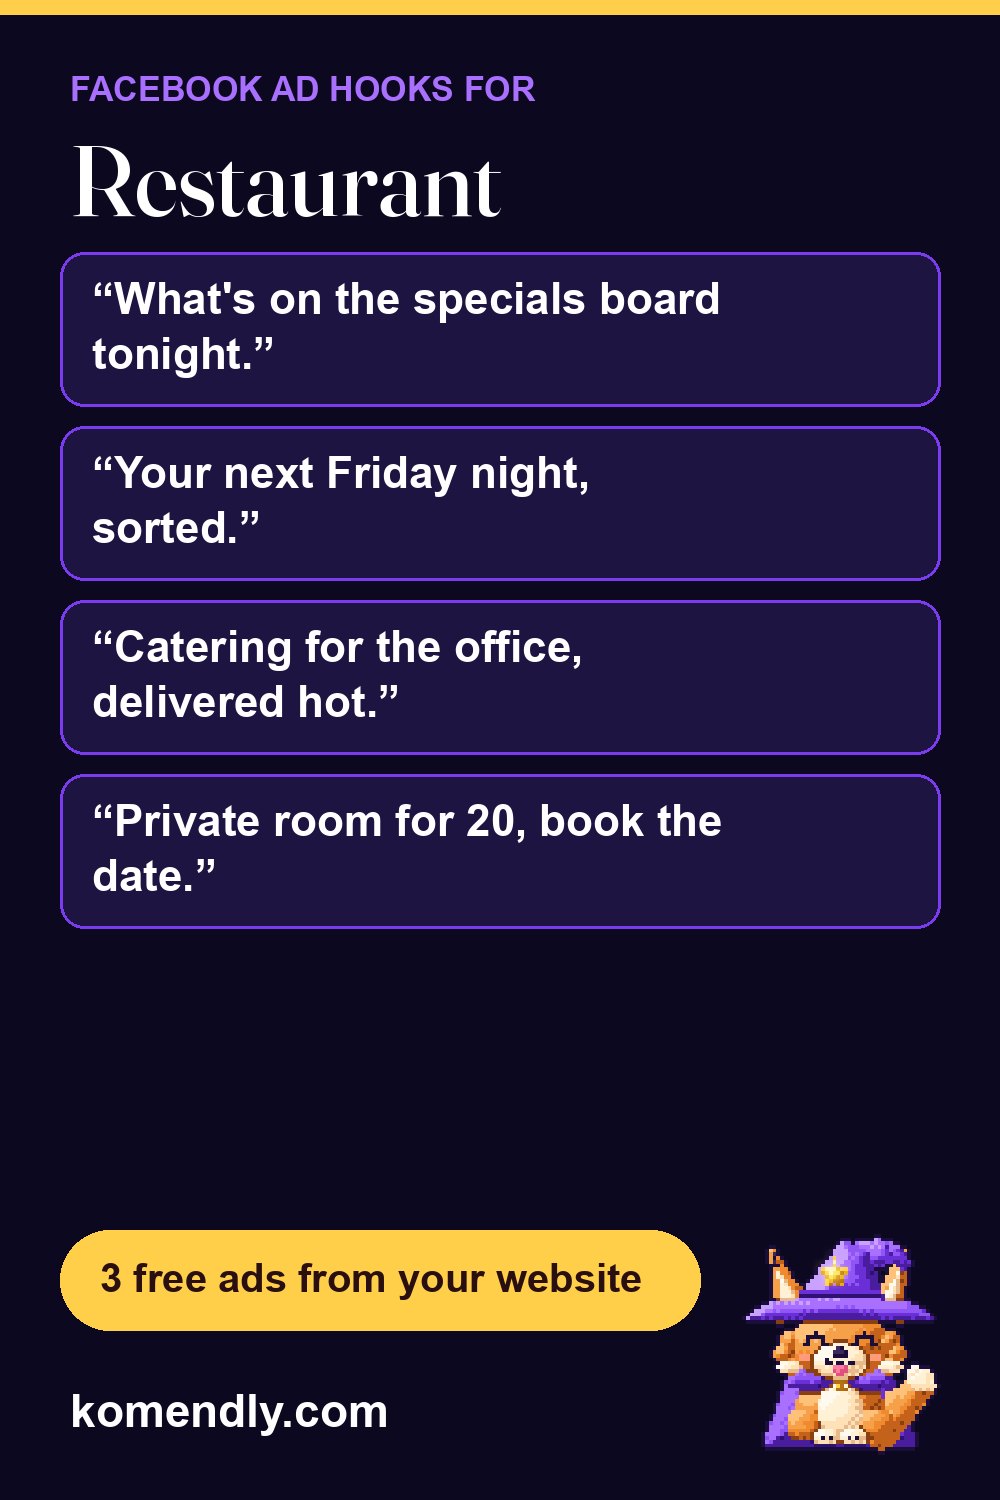 FACEBOOK AD HOOKS FOR
Restaurant
“What's on the specials board
tonight.”
“Your next Friday night,
sorted.”
“Catering for the office,
delivered hot.”
“Private room for 20, book the
date.”
3 free ads from your website
komendly.com